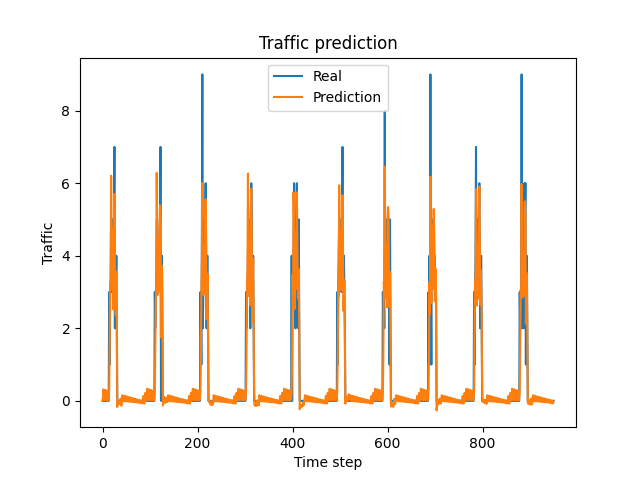 Traffic prediction
Real
Prediction
Traffic
8
6
4
2
0
0 200 400 600 800
Time step